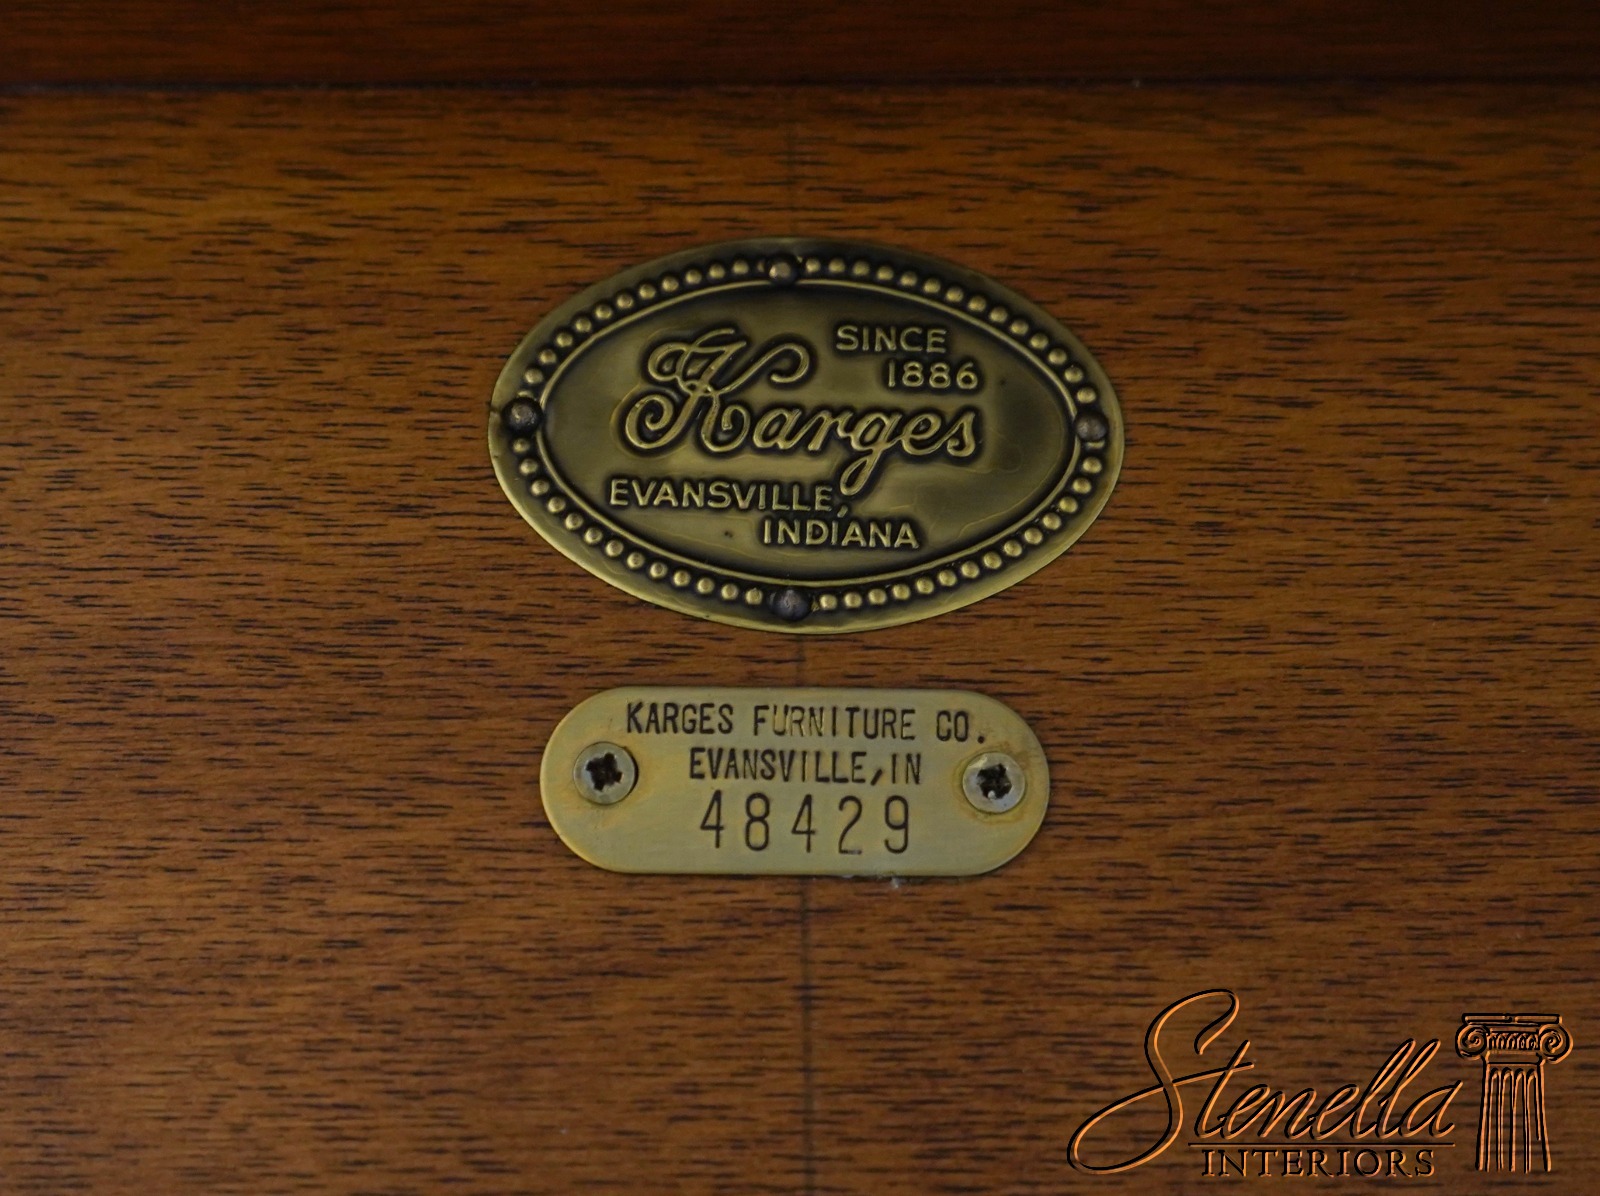 SINCE
1886
Karges
EVANSVILLE,
INDIANA
KARGES FURNITURE CO.
EVANSVILLE, IN
48429
Stenella
INTERIORS